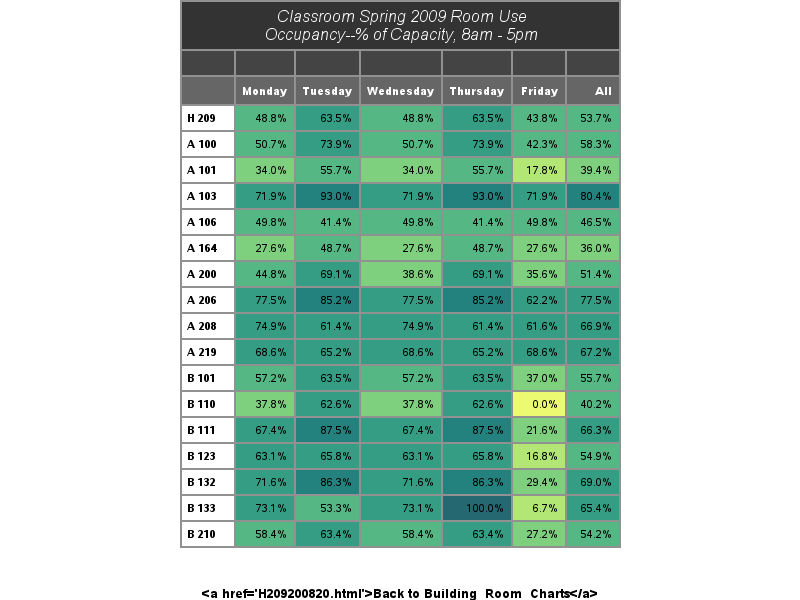 Classroom Spring 2009 Room Use
Occupancy--% of Capacity, 8am - 5pm
Monday Tuesday Wednesday Thursday Friday All
H 209 48.8% 63.5% 48.8% 63.5% 43.8% 53.7%
A 100 50.7% 73.9% 50.7% 73.9% 42.3% 58.3%
A 101 34.0% 55.7% 34.0% 55.7% 17.8% 39.4%
A 103 71.9% 93.0% 71.9% 93.0% 71.9% 80.4%
A 106 49.8% 41.4% 49.8% 41.4% 49.8% 46.5%
A 164 27.6% 48.7% 27.6% 48.7% 27.6% 36.0%
A 200 44.8% 69.1% 38.6% 69.1% 35.6% 51.4%
A 206 77.5% 85.2% 77.5% 85.2% 62.2% 77.5%
A 208 74.9% 61.4% 74.9% 61.4% 61.6% 66.9%
A 219 68.6% 65.2% 68.6% 65.2% 68.6% 67.2%
B 101 57.2% 63.5% 57.2% 63.5% 37.0% 55.7%
B 110 37.8% 62.6% 37.8% 62.6% 0.0% 40.2%
B 111 67.4% 87.5% 67.4% 87.5% 21.6% 66.3%
B 123 63.1% 65.8% 63.1% 65.8% 16.8% 54.9%
B 132 71.6% 86.3% 71.6% 86.3% 29.4% 69.0%
B 133 73.1% 53.3% 73.1% 100.0% 6.7% 65.4%
B 210 58.4% 63.4% 58.4% 63.4% 27.2% 54.2%
<a href='H209200820.html'>Back to Building_Room_Charts</a>